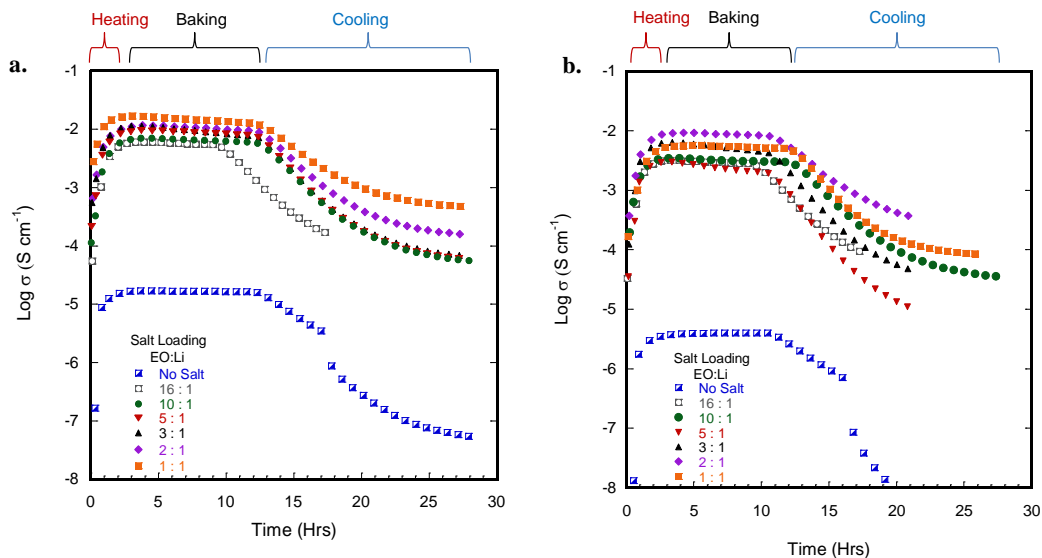 Heating Baking Cooling
a.
-1
-2
-3
-4
-5
-6
-7
-8
Log σ (S cm⁻¹)
Salt Loading
EO:Li
No Salt
16 : 1
10 : 1
5 : 1
3 : 1
2 : 1
1 : 1
0 5 10 15 20 25 30
Time (Hrs)
Heating Baking Cooling
b.
-1
-2
-3
-4
-5
-6
-7
-8
Log σ (S cm⁻¹)
Salt Loading
EO:Li
No Salt
16 : 1
10 : 1
5 : 1
3 : 1
2 : 1
1 : 1
0 5 10 15 20 25 30
Time (Hrs)